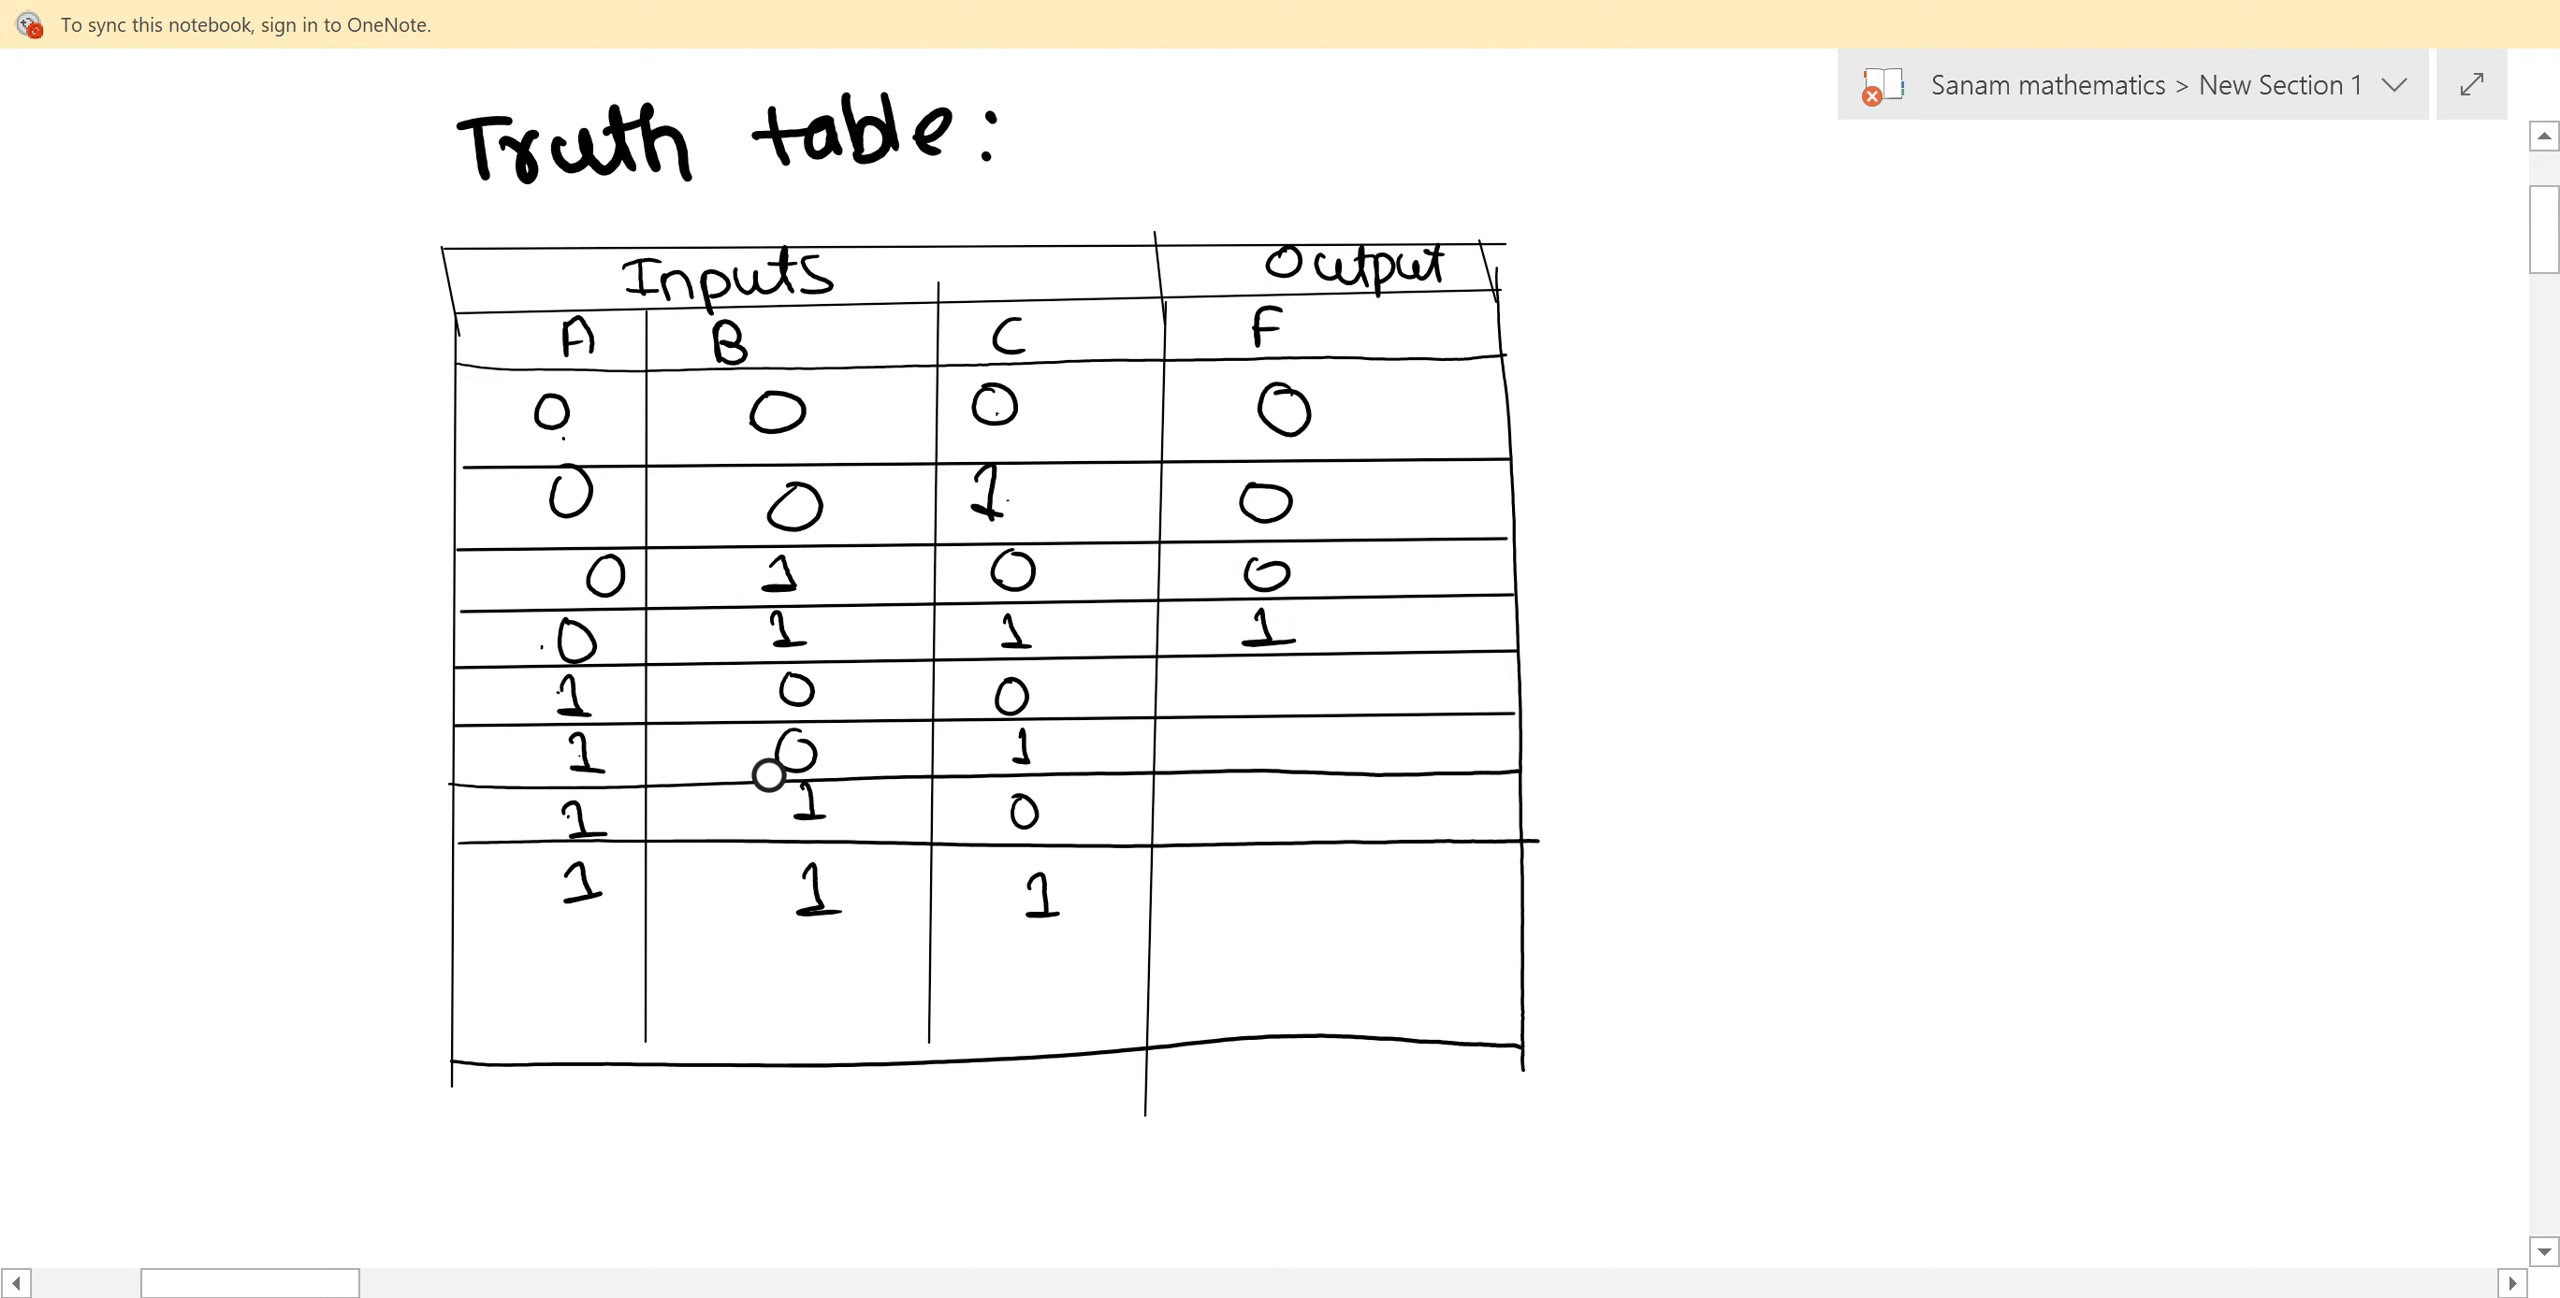 To sync this notebook, sign in to OneNote.
Sanam mathematics > New Section 1
Truth table:
Inputs Output
A B C F
0 0 0 0
0 0 1 0
0 1 0 0
0 1 1 1
1 0 0
1 0 1
1 1 0
1 1 1